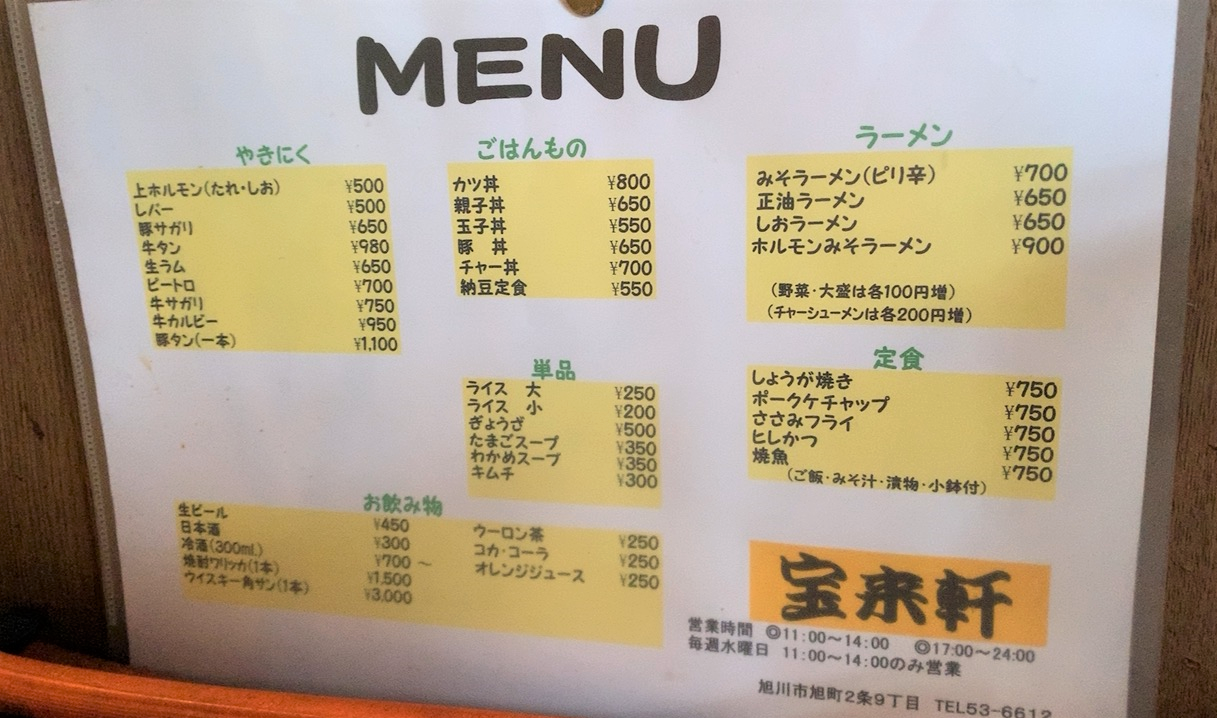 MENU
やきにく
上ホルモン(たれ・しお) ¥500
レバー ¥500
豚サガリ ¥650
牛タン ¥980
生ラム ¥650
ピートロ ¥700
牛サガリ ¥750
牛カルビー ¥950
豚タン(一本) ¥1,100
ごはんもの
カツ丼 ¥800
親子丼 ¥650
玉子丼 ¥550
豚 丼 ¥650
チャー丼 ¥700
納豆定食 ¥550
ラーメン
みそラーメン(ピリ辛) ¥700
正油ラーメン ¥650
しおラーメン ¥650
ホルモンみそラーメン ¥900
(野菜・大盛は各100円増)
(チャーシューメンは各200円増)
単品
ライス 大 ¥250
ライス 小 ¥200
ぎょうざ ¥500
たまごスープ ¥350
わかめスープ ¥350
キムチ ¥300
定食
しょうが焼き ¥750
ポークケチャップ ¥750
ささみフライ ¥750
ヒレかつ ¥750
焼魚 ¥750
(ご飯・みそ汁・漬物・小鉢付)
お飲み物
生ビール ¥450
日本酒 ¥300
冷酒(300mL) ¥700 ～
焼酎ワリッカ(1本) ¥1,500
ウイスキー角サン(1本) ¥3,000
ウーロン茶 ¥250
コカ・コーラ ¥250
オレンジジュース ¥250
宝来軒
営業時間 ◎11:00～14:00 ◎17:00～24:00
毎週水曜日 11:00～14:00のみ営業
旭川市旭町2条9丁目 TEL53-6612